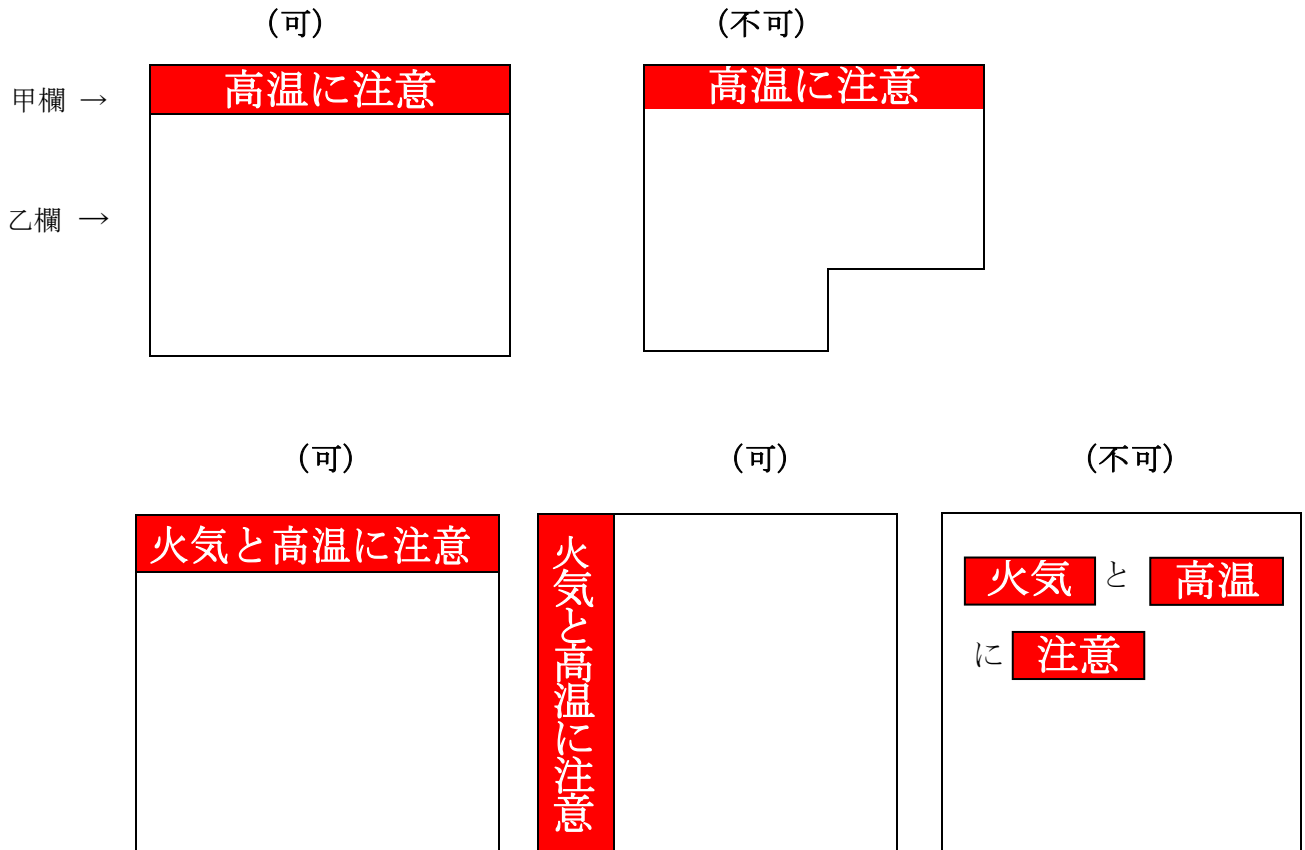 (可)
(不可)
高温に注意
高温に注意
甲欄 →
乙欄 →
(可)
(可)
(不可)
火気と高温に注意
火気と高温に注意
火気と高温
に注意